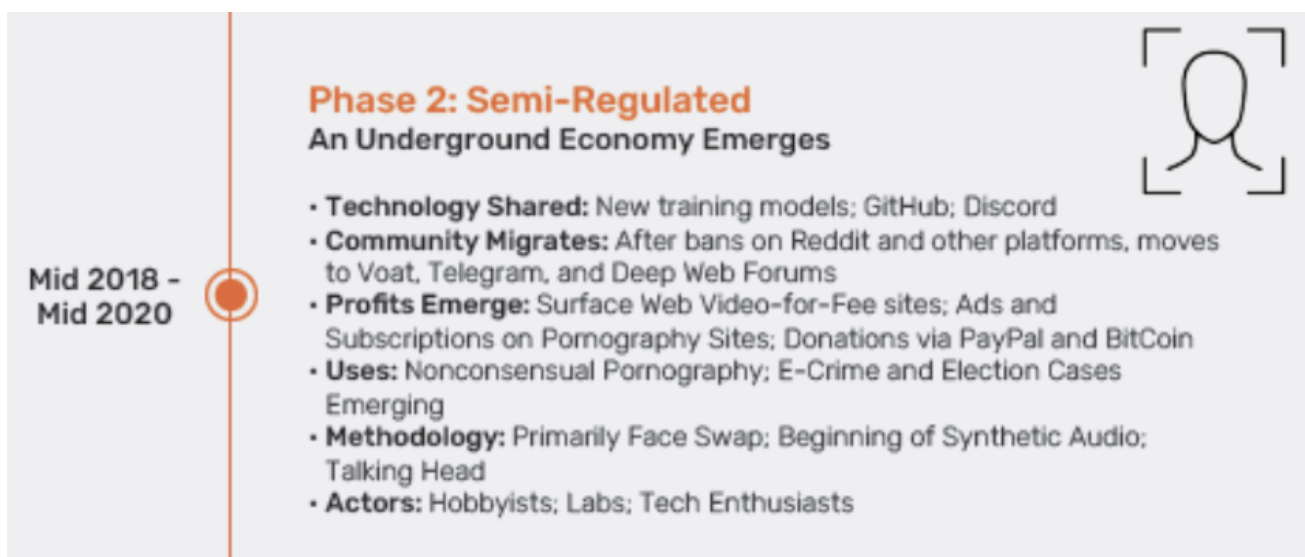 Phase 2: Semi-Regulated
An Underground Economy Emerges
Mid 2018 -
Mid 2020
• Technology Shared: New training models; GitHub; Discord
• Community Migrates: After bans on Reddit and other platforms, moves
to Voat, Telegram, and Deep Web Forums
• Profits Emerge: Surface Web Video-for-Fee sites; Ads and
Subscriptions on Pornography Sites; Donations via PayPal and BitCoin
• Uses: Nonconsensual Pornography; E-Crime and Election Cases
Emerging
• Methodology: Primarily Face Swap; Beginning of Synthetic Audio;
Talking Head
• Actors: Hobbyists; Labs; Tech Enthusiasts